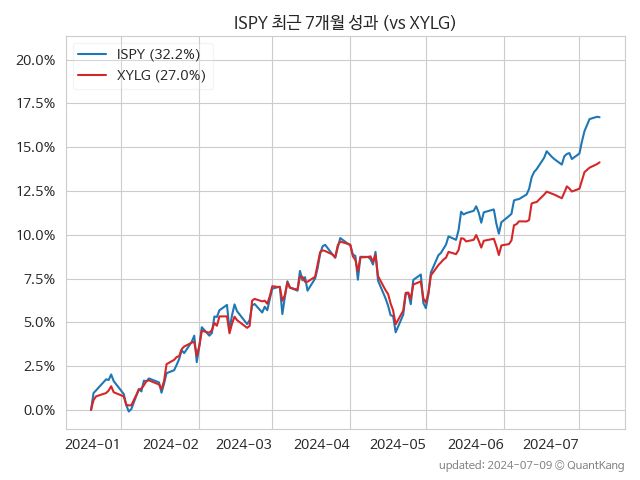 ISPY 최근 7개월 성과 (vs XYLG)
ISPY (32.2%)
XYLG (27.0%)
20.0%
17.5%
15.0%
12.5%
10.0%
7.5%
5.0%
2.5%
0.0%
2024-01 2024-02 2024-03 2024-04 2024-05 2024-06 2024-07
updated: 2024-07-09 © QuantKang